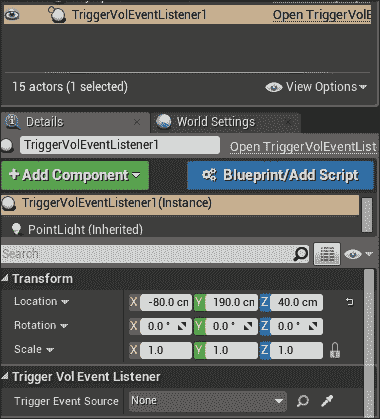 TriggerVolEventListener1 Open TriggerVolE
15 actors (1 selected) View Options
Details World Settings
TriggerVolEventListener1 Open TriggerVolEventList
+Add Component Blueprint/Add Script
TriggerVolEventListener1(Instance)
PointLight (Inherited)
Search
Transform
Location X -80.0 cm Y 190.0 cm Z 40.0 cm
Rotation X 0.0 ° Y 0.0 ° Z 0.0 °
Scale X 1.0 Y 1.0 Z 1.0
Trigger Vol Event Listener
Trigger Event Source None